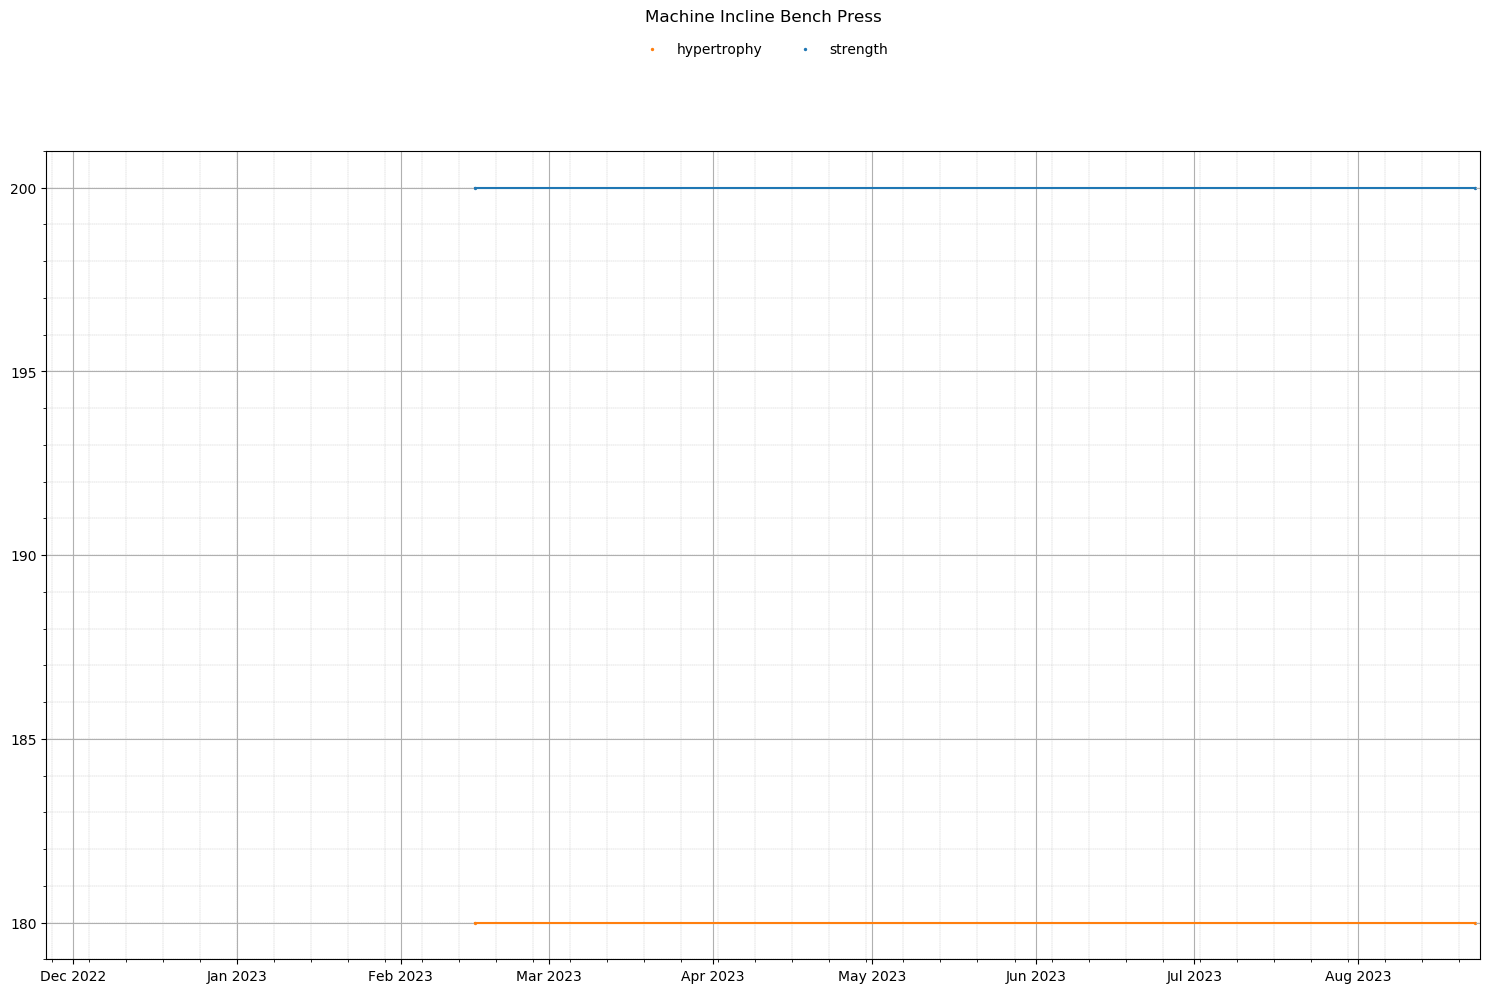 Machine Incline Bench Press
hypertrophy strength
200
195
190
185
180
Dec 2022 Jan 2023 Feb 2023 Mar 2023 Apr 2023 May 2023 Jun 2023 Jul 2023 Aug 2023